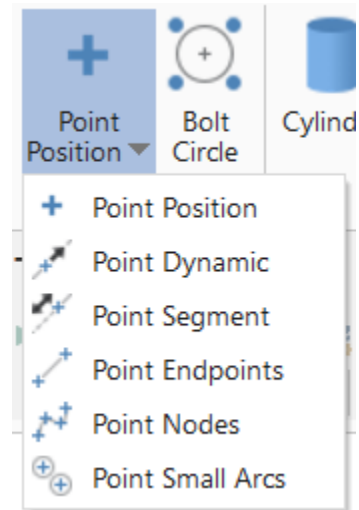 Point
Position
Bolt
Circle
Cylind
Point Position
Point Dynamic
Point Segment
Point Endpoints
Point Nodes
Point Small Arcs